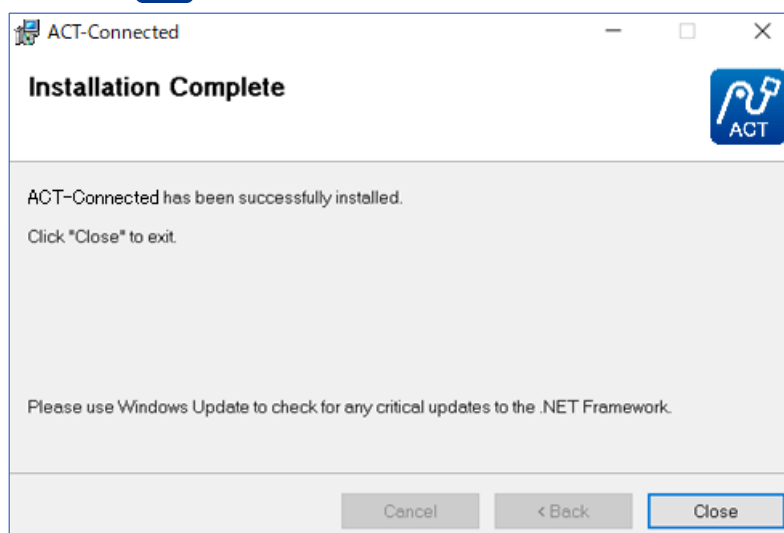 ACT-Connected
Installation Complete
ACT
ACT-Connected has been successfully installed.
Click "Close" to exit.
Please use Windows Update to check for any critical updates to the .NET Framework.
Cancel
< Back
Close